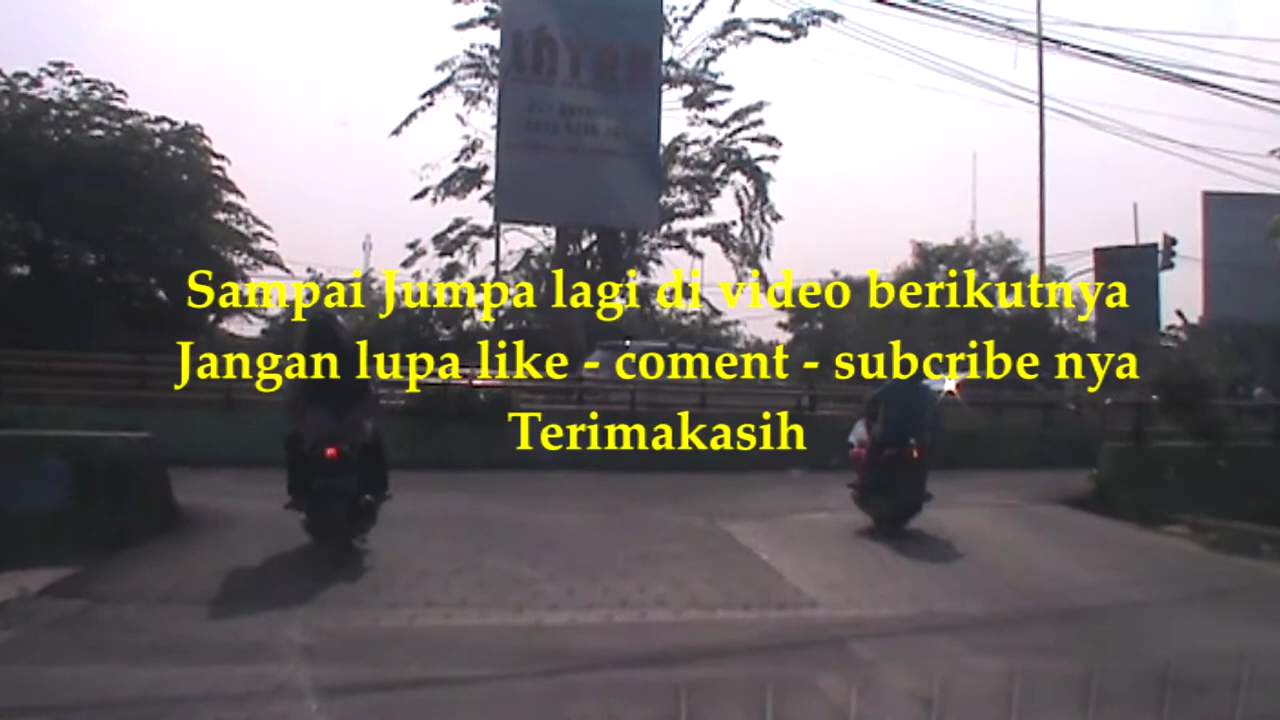 Sampai Jumpa lagi di video berikutnya
Jangan lupa like - coment - subcribe nya
Terimakasih